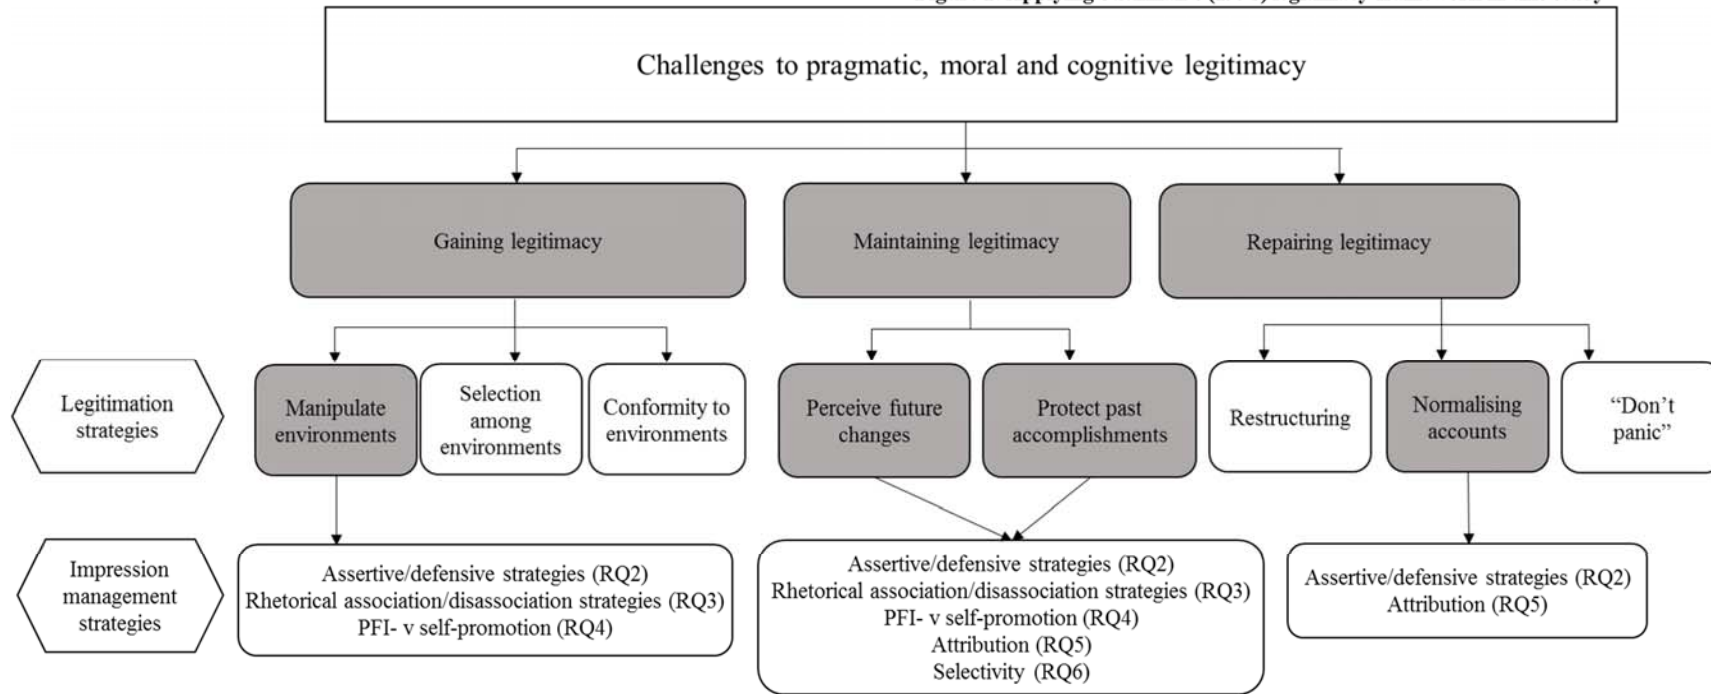 Challenges to pragmatic, moral and cognitive legitimacy
Gaining legitimacy
Maintaining legitimacy
Repairing legitimacy
Legitimation
strategies
Manipulate
environments
Selection
among
environments
Conformity to
environments
Perceive future
changes
Protect past
accomplishments
Restructuring
Normalising
accounts
“Don’t
panic”
Impression
management
strategies
Assertive/defensive strategies (RQ2)
Rhetorical association/disassociation strategies (RQ3)
PFI- v self-promotion (RQ4)
Assertive/defensive strategies (RQ2)
Rhetorical association/disassociation strategies (RQ3)
PFI- v self-promotion (RQ4)
Attribution (RQ5)
Selectivity (RQ6)
Assertive/defensive strategies (RQ2)
Attribution (RQ5)